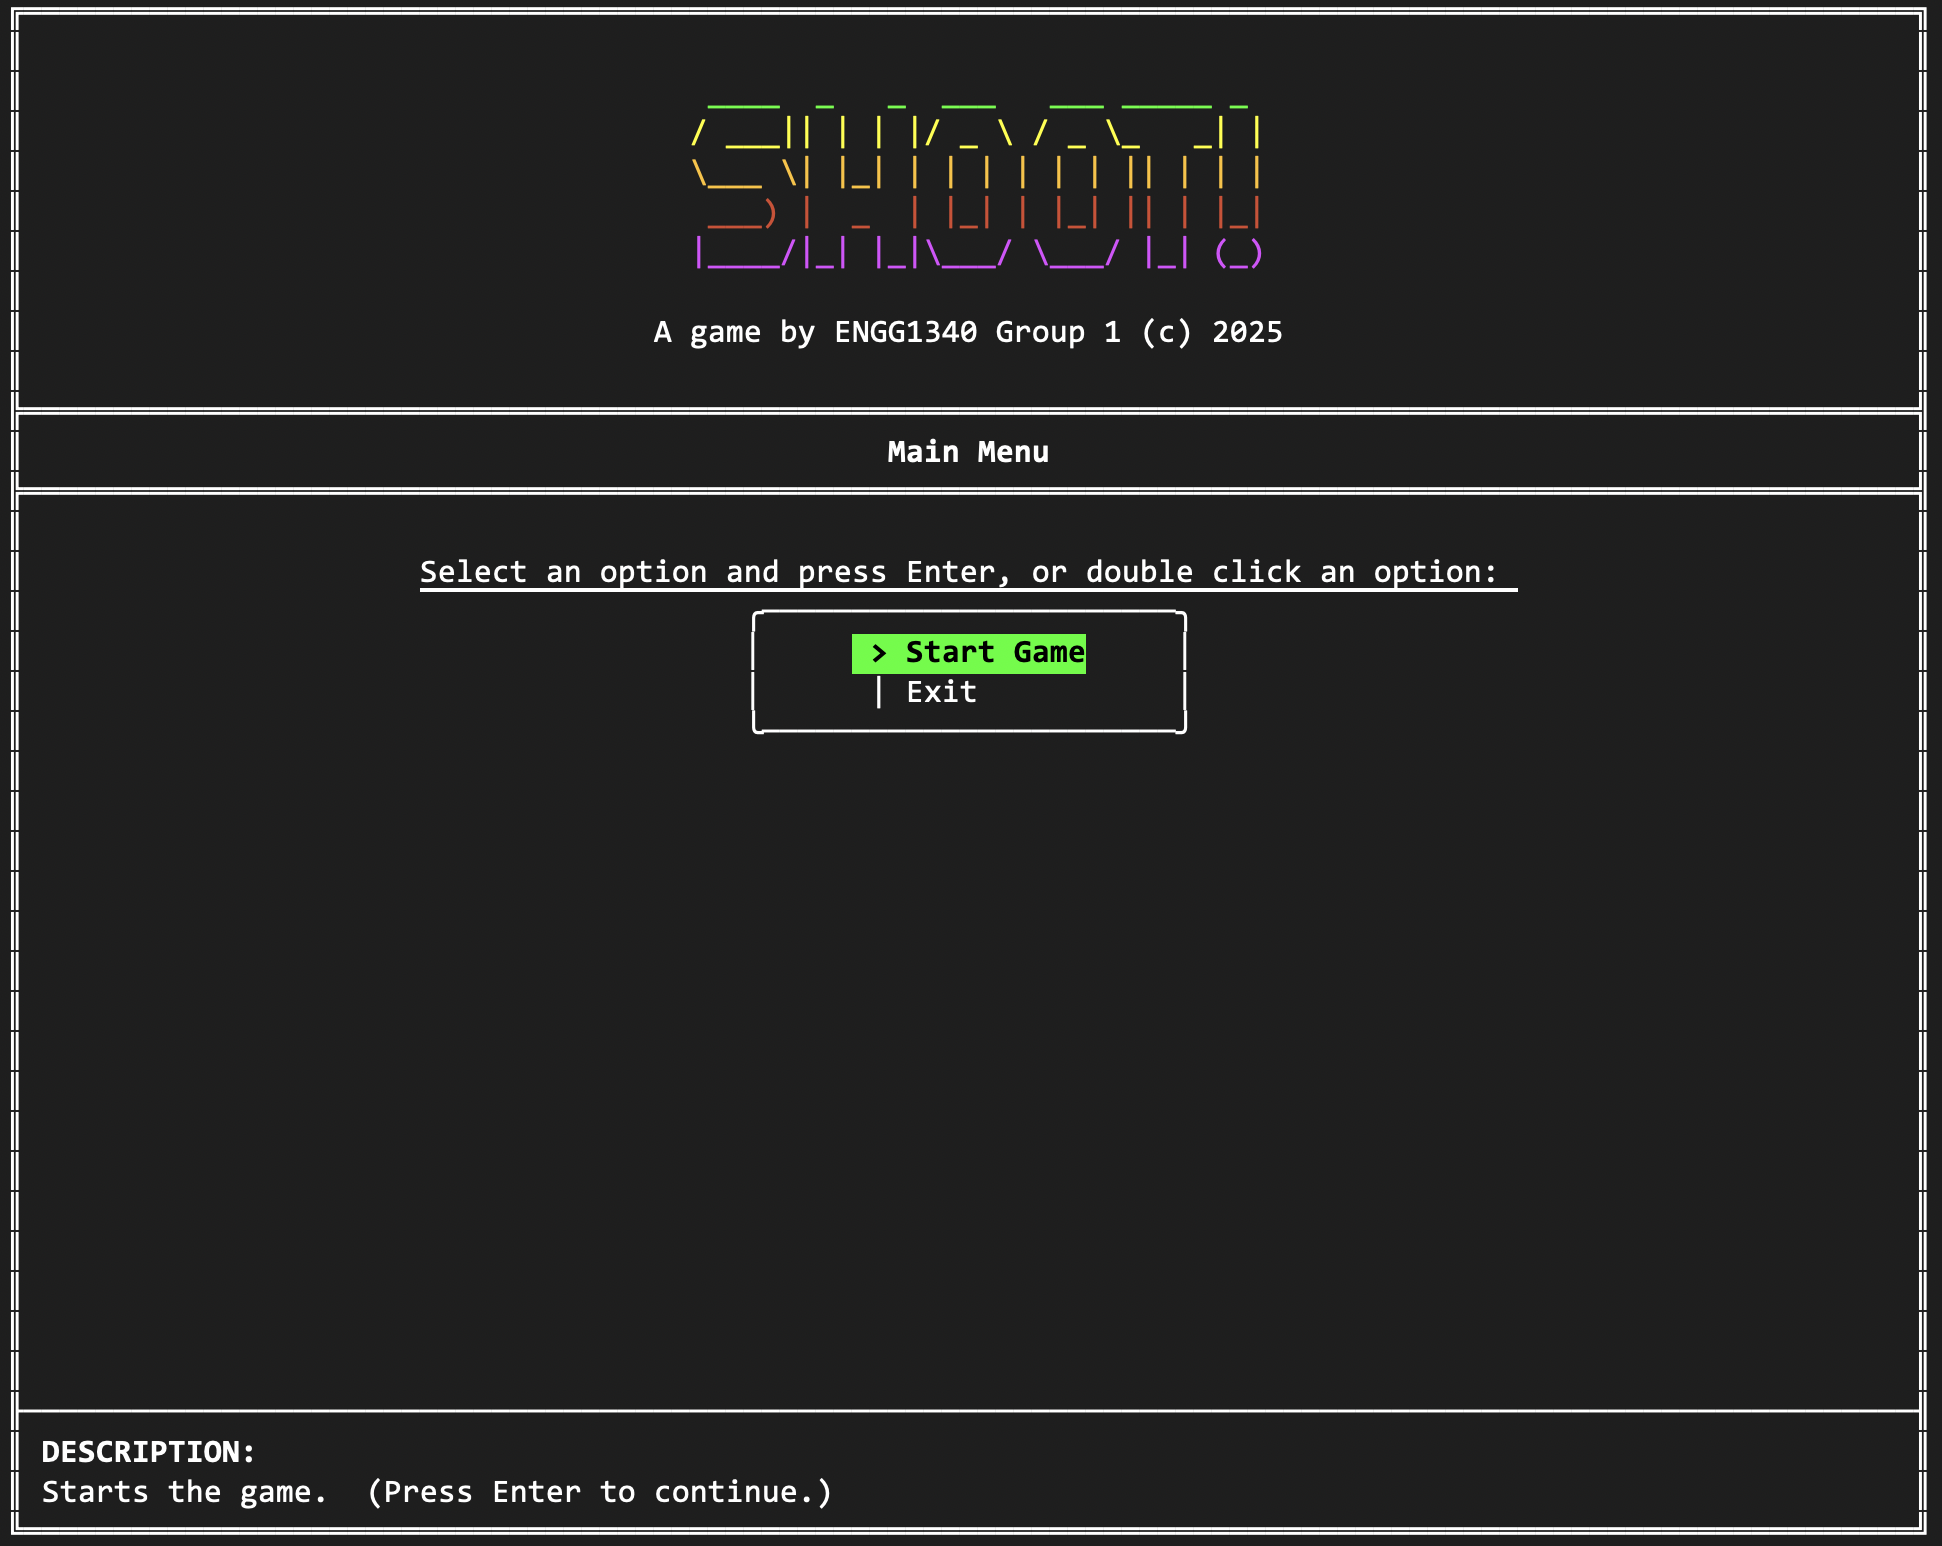 SHOOT!
A game by ENGG1340 Group 1 (c) 2025
Main Menu
Select an option and press Enter, or double click an option:
> Start Game
│ Exit
DESCRIPTION:
Starts the game.  (Press Enter to continue.)